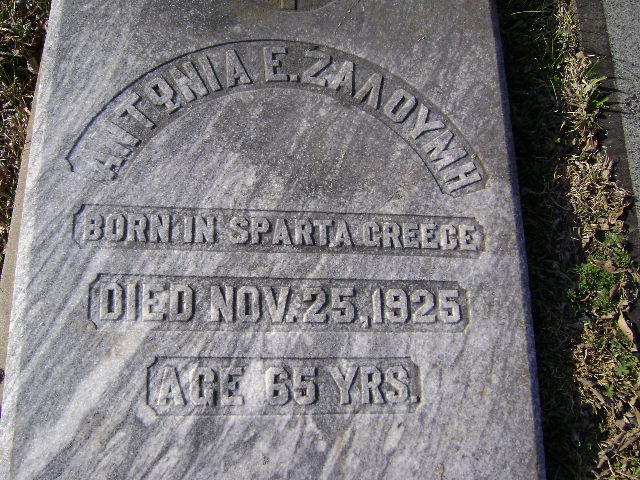 ΑΝΤΩΝΙΑ Ε. ΖΑΛΟΥΜΗ
BORN IN SPARTA GREECE
DIED NOV. 25, 1925
AGE 65 YRS.